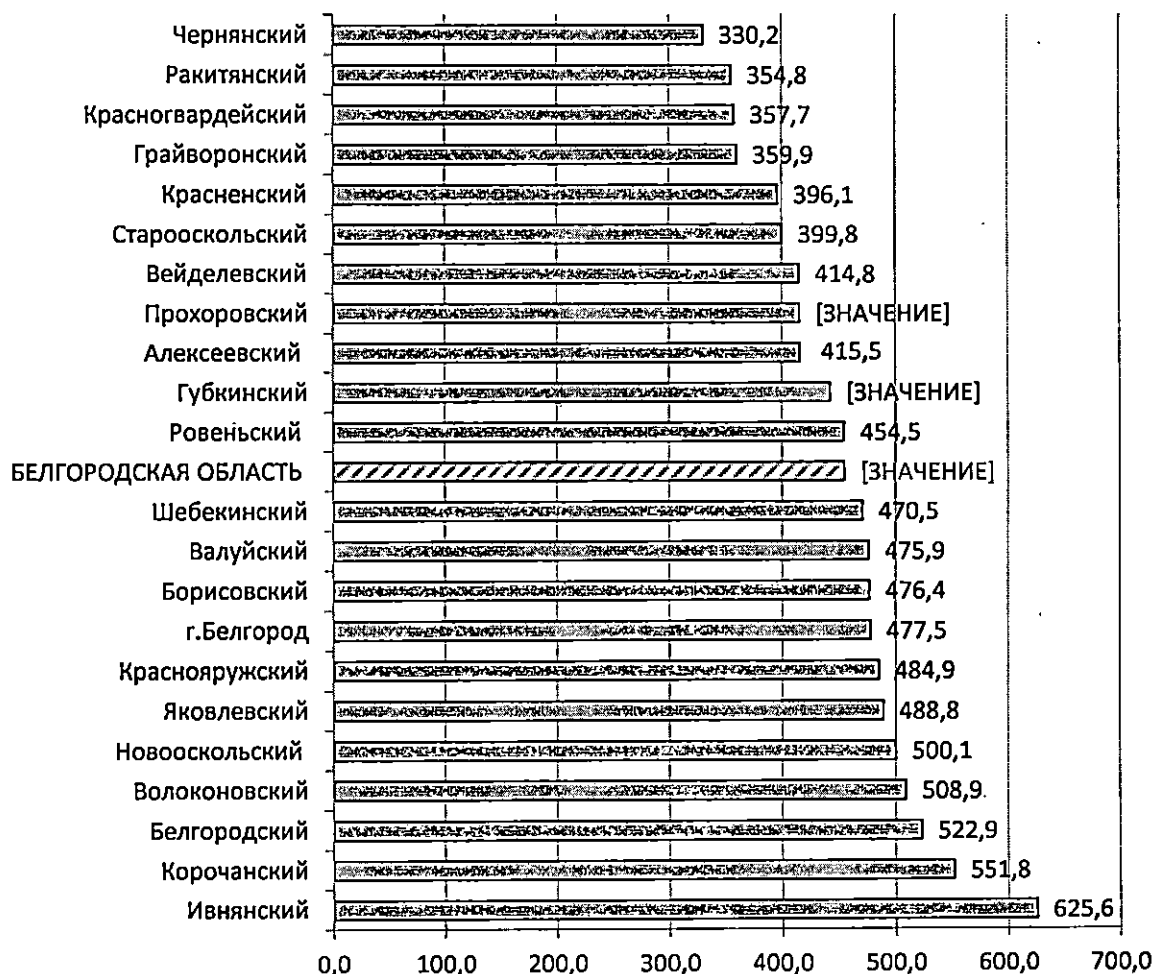 Чернянский 330,2
Ракитянский 354,8
Красногвардейский 357,7
Грайворонский 359,9
Красненский 396,1
Старооскольский 399,8
Вейделевский 414,8
Прохоровский [ЗНАЧЕНИЕ]
Алексеевский 415,5
Губкинский [ЗНАЧЕНИЕ]
Ровеньский 454,5
БЕЛГОРОДСКАЯ ОБЛАСТЬ [ЗНАЧЕНИЕ]
Шебекинский 470,5
Валуйский 475,9
Борисовский 476,4
г.Белгород 477,5
Краснояружский 484,9
Яковлевский 488,8
Новооскольский 500,1
Волоконовский 508,9
Белгородский 522,9
Корочанский 551,8
Ивнянский 625,6
0,0 100,0 200,0 300,0 400,0 500,0 600,0 700,0